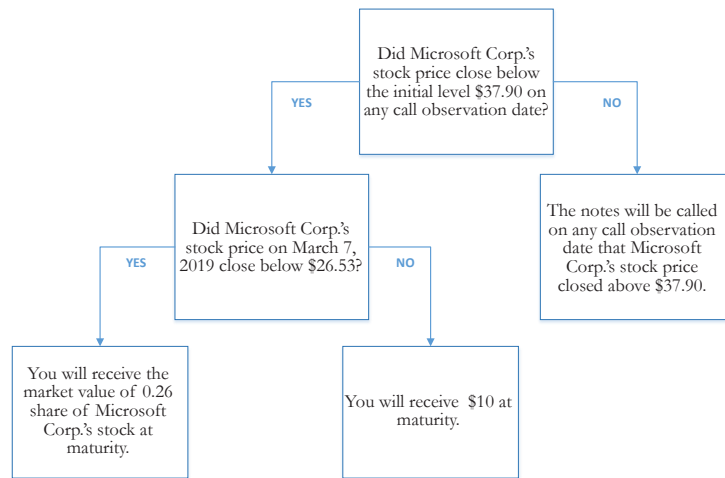 Did Microsoft Corp.'s
stock price close below
the initial level $37.90 on
any call observation date?
YES
NO
Did Microsoft Corp.'s
stock price on March 7,
2019 close below $26.53?
The notes will be called
on any call observation
date that Microsoft
Corp.'s stock price
closed above $37.90.
YES
NO
You will receive the
market value of 0.26
share of Microsoft
Corp.'s stock at
maturity.
You will receive $10 at
maturity.